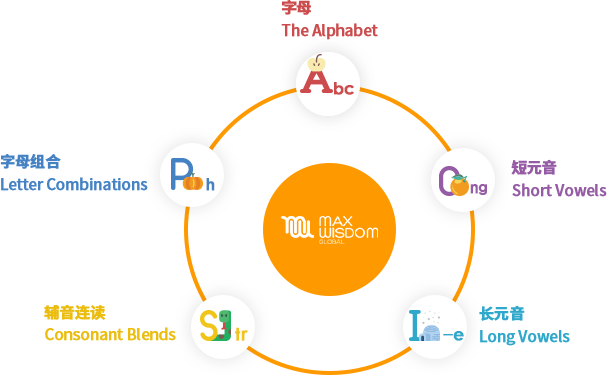 字母
The Alphabet
Abc
字母组合
Letter Combinations
P h
短元音
Short Vowels
O ng
MAX
WISDOM
GLOBAL
辅音连读
Consonant Blends
S tr
长元音
Long Vowels
I –e